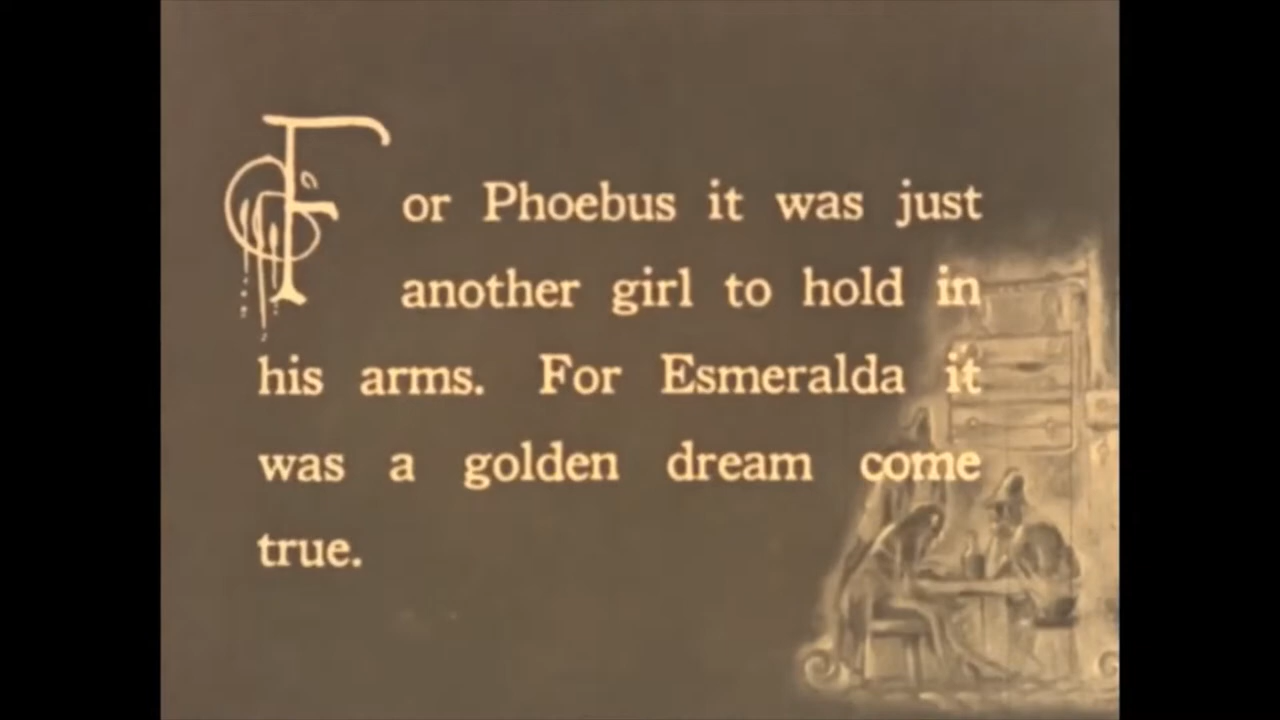 For Phoebus it was just
another girl to hold in
his arms. For Esmeralda it
was a golden dream come
true.